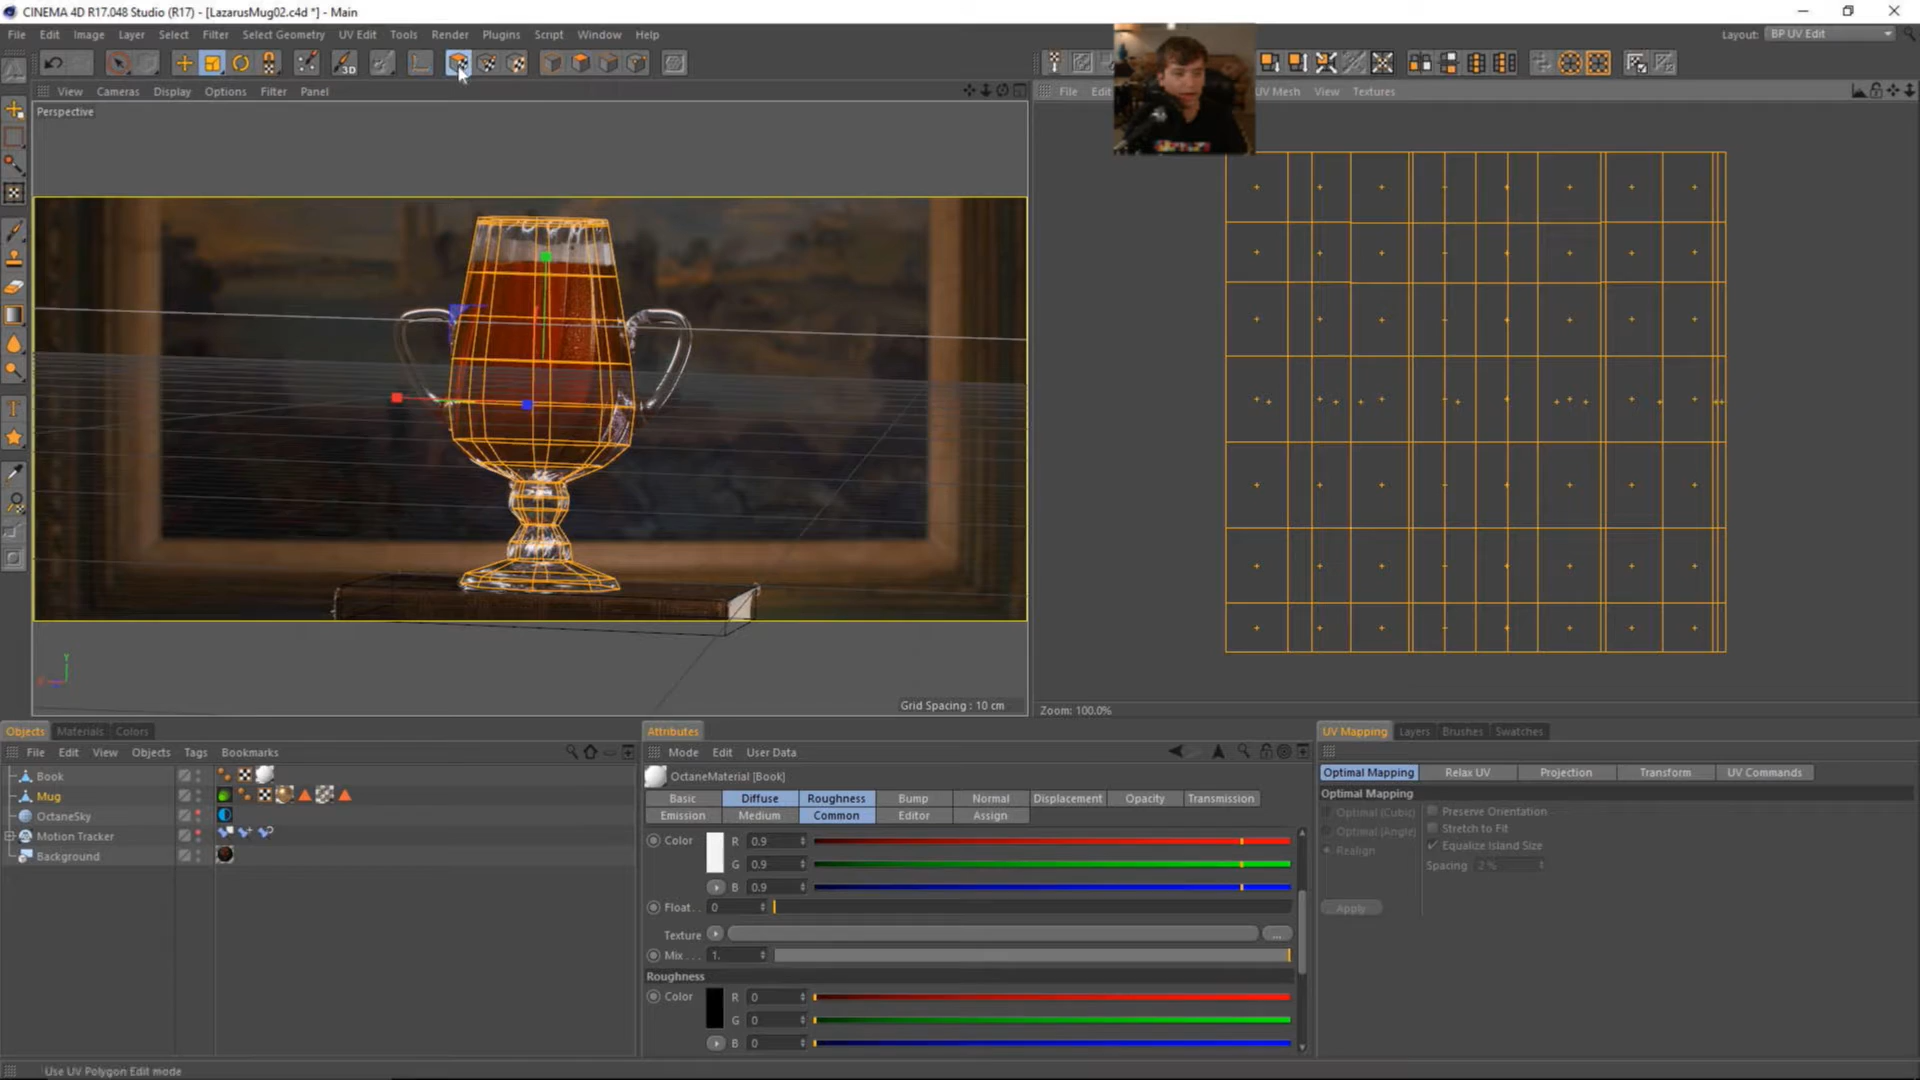 CINEMA 4D R17.048 Studio (R17) - [LazarusMug02.c4d *] - Main
File Edit Image Layer Select Filter Select Geometry UV Edit Tools Render Plugins Script Window Help Layout: BP UV Edit
View Cameras Display Options Filter Panel
File UV Mesh View Textures
Perspective
Grid Spacing : 10 cm
Zoom: 100.0%
Objects Materials Colors
File Edit View Objects Tags Bookmarks
Book
Mug
OctaneSky
Motion Tracker
Background
Attributes
Mode Edit User Data
OctaneMaterial [Book]
Basic Diffuse Roughness Bump Normal Displacement Opacity Transmission
Emission Medium Common Editor Assign
Color R 0.9
G 0.9
B 0.9
Float. . 0
Texture ...
Mix . . . 1.
Roughness
Color R 0
G 0
B 0
UV Mapping Layers Brushes Swatches
Optimal Mapping Relax UV Projection Transform UV Commands
Optimal Mapping
Optimal (Cubic) Preserve Orientation
Optimal (Angle) Stretch to Fit
Realign Equalize Island Size
Spacing 2 %
Apply
Use UV Polygon Edit mode